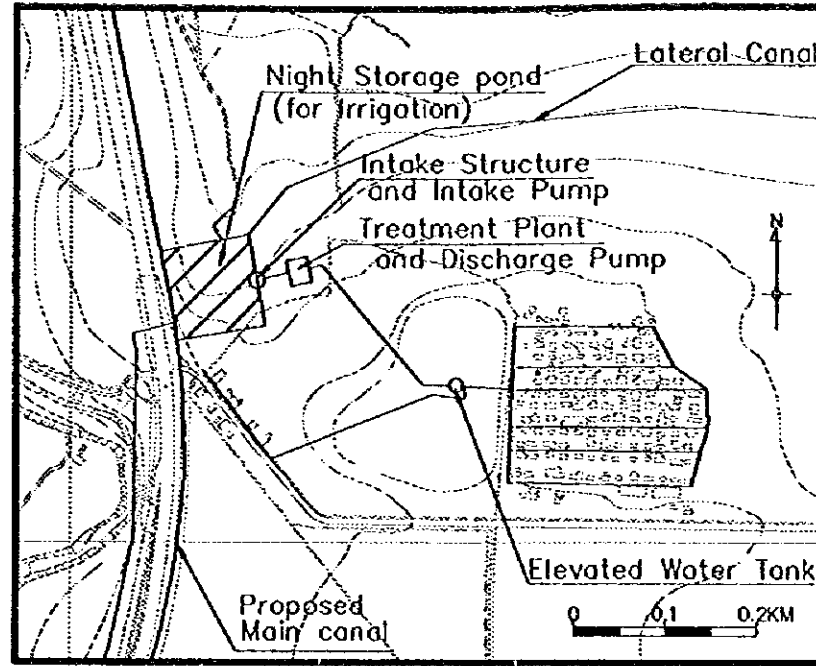 Lateral Canal
Night Storage pond
(for Irrigation)
Intake Structure
and Intake Pump
Treatment Plant
and Discharge Pump
N
Elevated Water Tank
Proposed
Main canal
0 0.1 0.2KM